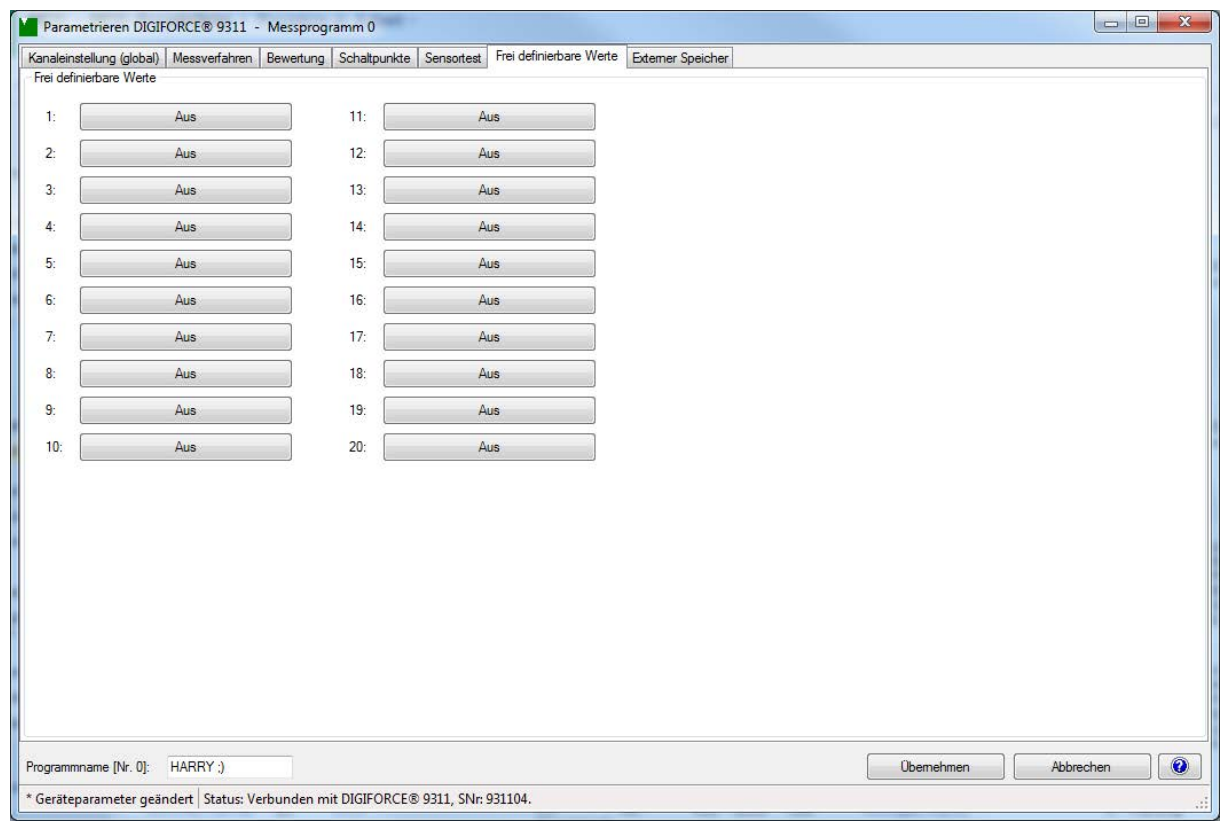 Parametrieren DIGIFORCE® 9311 - Messprogramm 0
Kanaleinstellung (global) Messverfahren Bewertung Schaltpunkte Sensortest Frei definierbare Werte Externer Speicher
Frei definierbare Werte
1: Aus 11: Aus
2: Aus 12: Aus
3: Aus 13: Aus
4: Aus 14: Aus
5: Aus 15: Aus
6: Aus 16: Aus
7: Aus 17: Aus
8: Aus 18: Aus
9: Aus 19: Aus
10: Aus 20: Aus
Programmname [Nr. 0]: HARRY ;) Übernehmen Abbrechen ?
* Geräteparameter geändert Status: Verbunden mit DIGIFORCE® 9311, SNr: 931104.